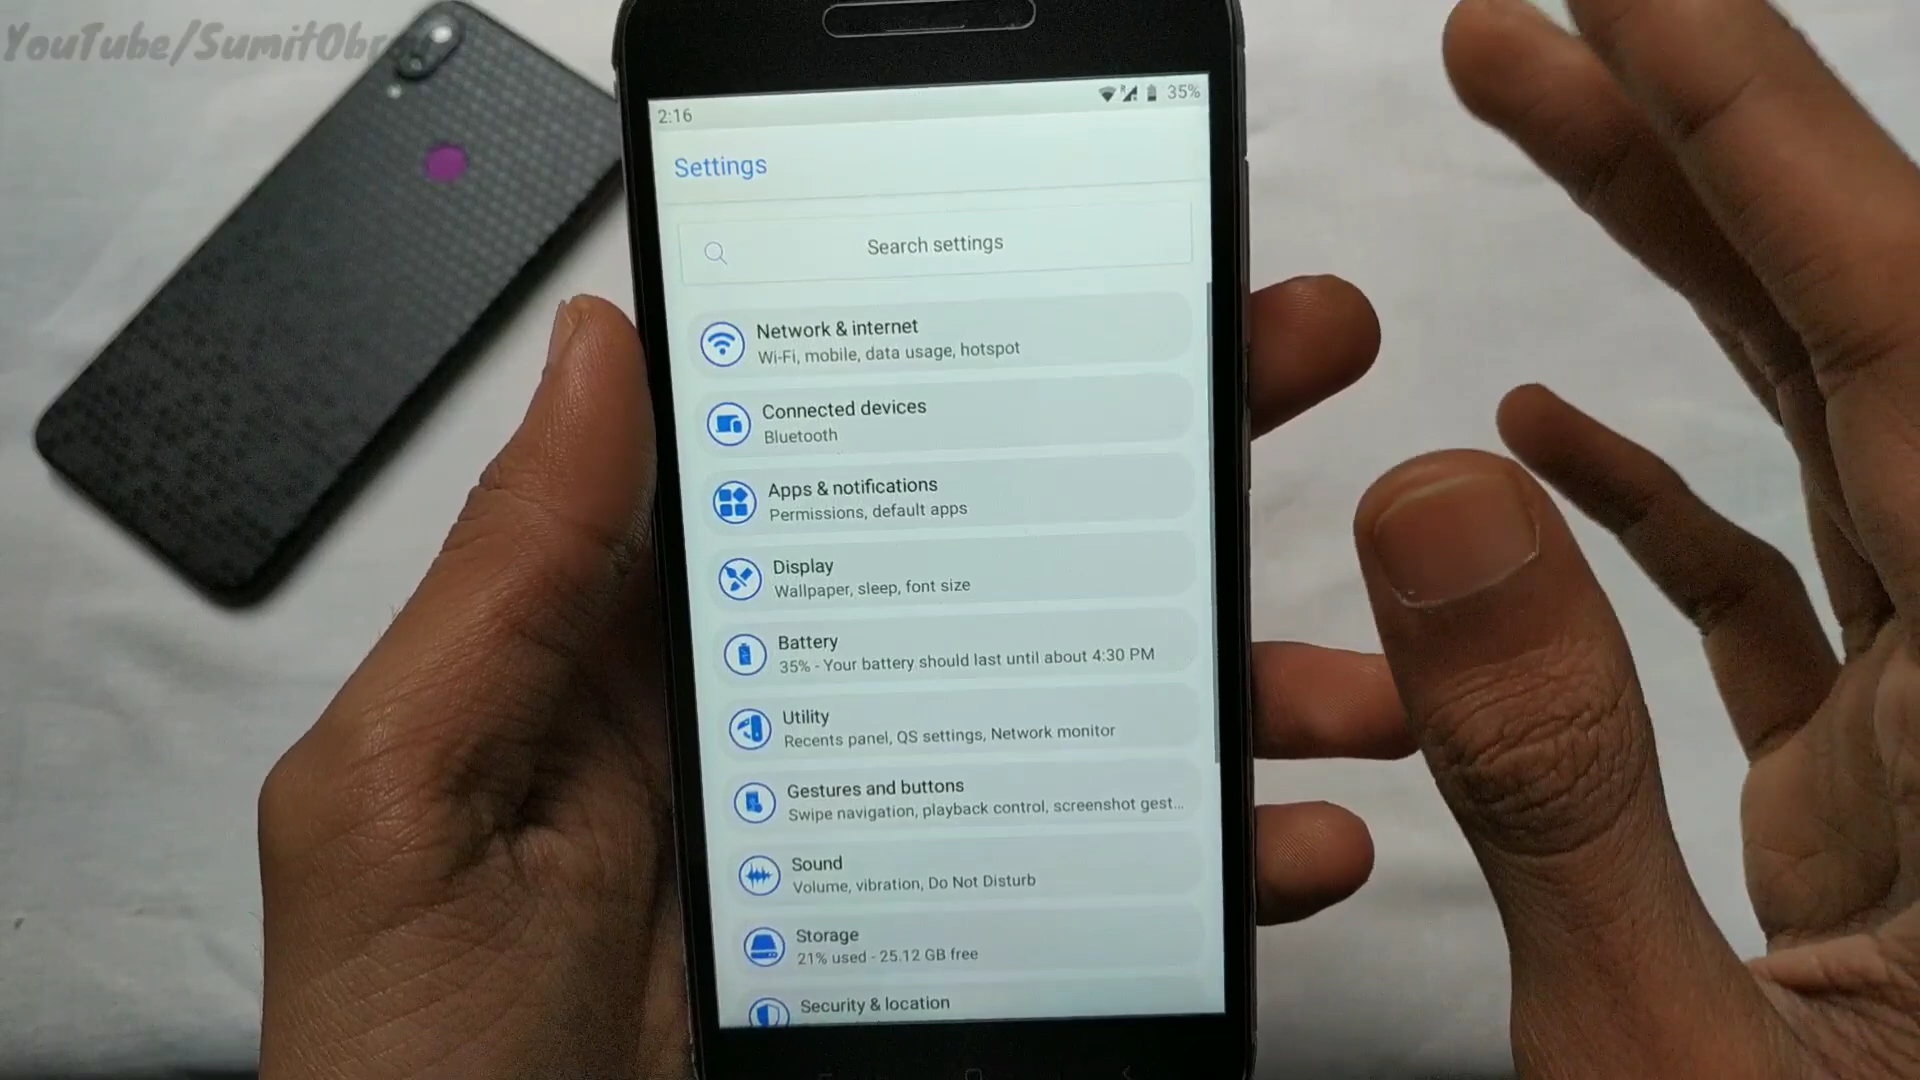 YouTube/SumitObr
2:16
R
35%
Settings
Search settings
Network & internet
Wi-Fi, mobile, data usage, hotspot
Connected devices
Bluetooth
Apps & notifications
Permissions, default apps
Display
Wallpaper, sleep, font size
Battery
35% - Your battery should last until about 4:30 PM
Utility
Recents panel, QS settings, Network monitor
Gestures and buttons
Swipe navigation, playback control, screenshot gest...
Sound
Volume, vibration, Do Not Disturb
Storage
21% used - 25.12 GB free
Security & location